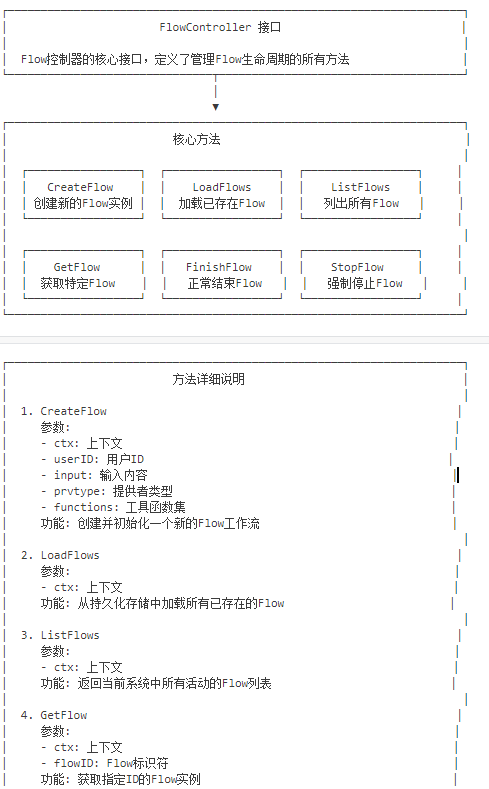 FlowController 接口
Flow控制器的核心接口，定义了管理Flow生命周期的所有方法
核心方法
CreateFlow LoadFlows ListFlows
创建新的Flow实例 加载已存在Flow 列出所有Flow
GetFlow FinishFlow StopFlow
获取特定Flow 正常结束Flow 强制停止Flow
方法详细说明
1. CreateFlow
参数:
- ctx: 上下文
- userID: 用户ID
- input: 输入内容
- prvtype: 提供者类型
- functions: 工具函数集
功能: 创建并初始化一个新的Flow工作流
2. LoadFlows
参数:
- ctx: 上下文
功能: 从持久化存储中加载所有已存在的Flow
3. ListFlows
参数:
- ctx: 上下文
功能: 返回当前系统中所有活动的Flow列表
4. GetFlow
参数:
- ctx: 上下文
- flowID: Flow标识符
功能: 获取指定ID的Flow实例